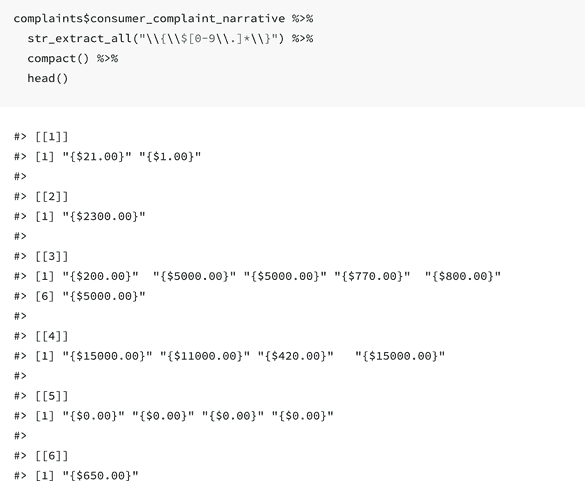 complaints$consumer_complaint_narrative %>%
  str_extract_all("\\{\\$[0-9\\.]*\\}") %>%
  compact() %>%
  head()
#> [[1]]
#> [1] "{$21.00}" "{$1.00}"
#>
#> [[2]]
#> [1] "{$2300.00}"
#>
#> [[3]]
#> [1] "{$200.00}"  "{$5000.00}" "{$5000.00}" "{$770.00}"  "{$800.00}"
#> [6] "{$5000.00}"
#>
#> [[4]]
#> [1] "{$15000.00}" "{$11000.00}" "{$420.00}"   "{$15000.00}"
#>
#> [[5]]
#> [1] "{$0.00}" "{$0.00}" "{$0.00}" "{$0.00}"
#>
#> [[6]]
#> [1] "{$650.00}"